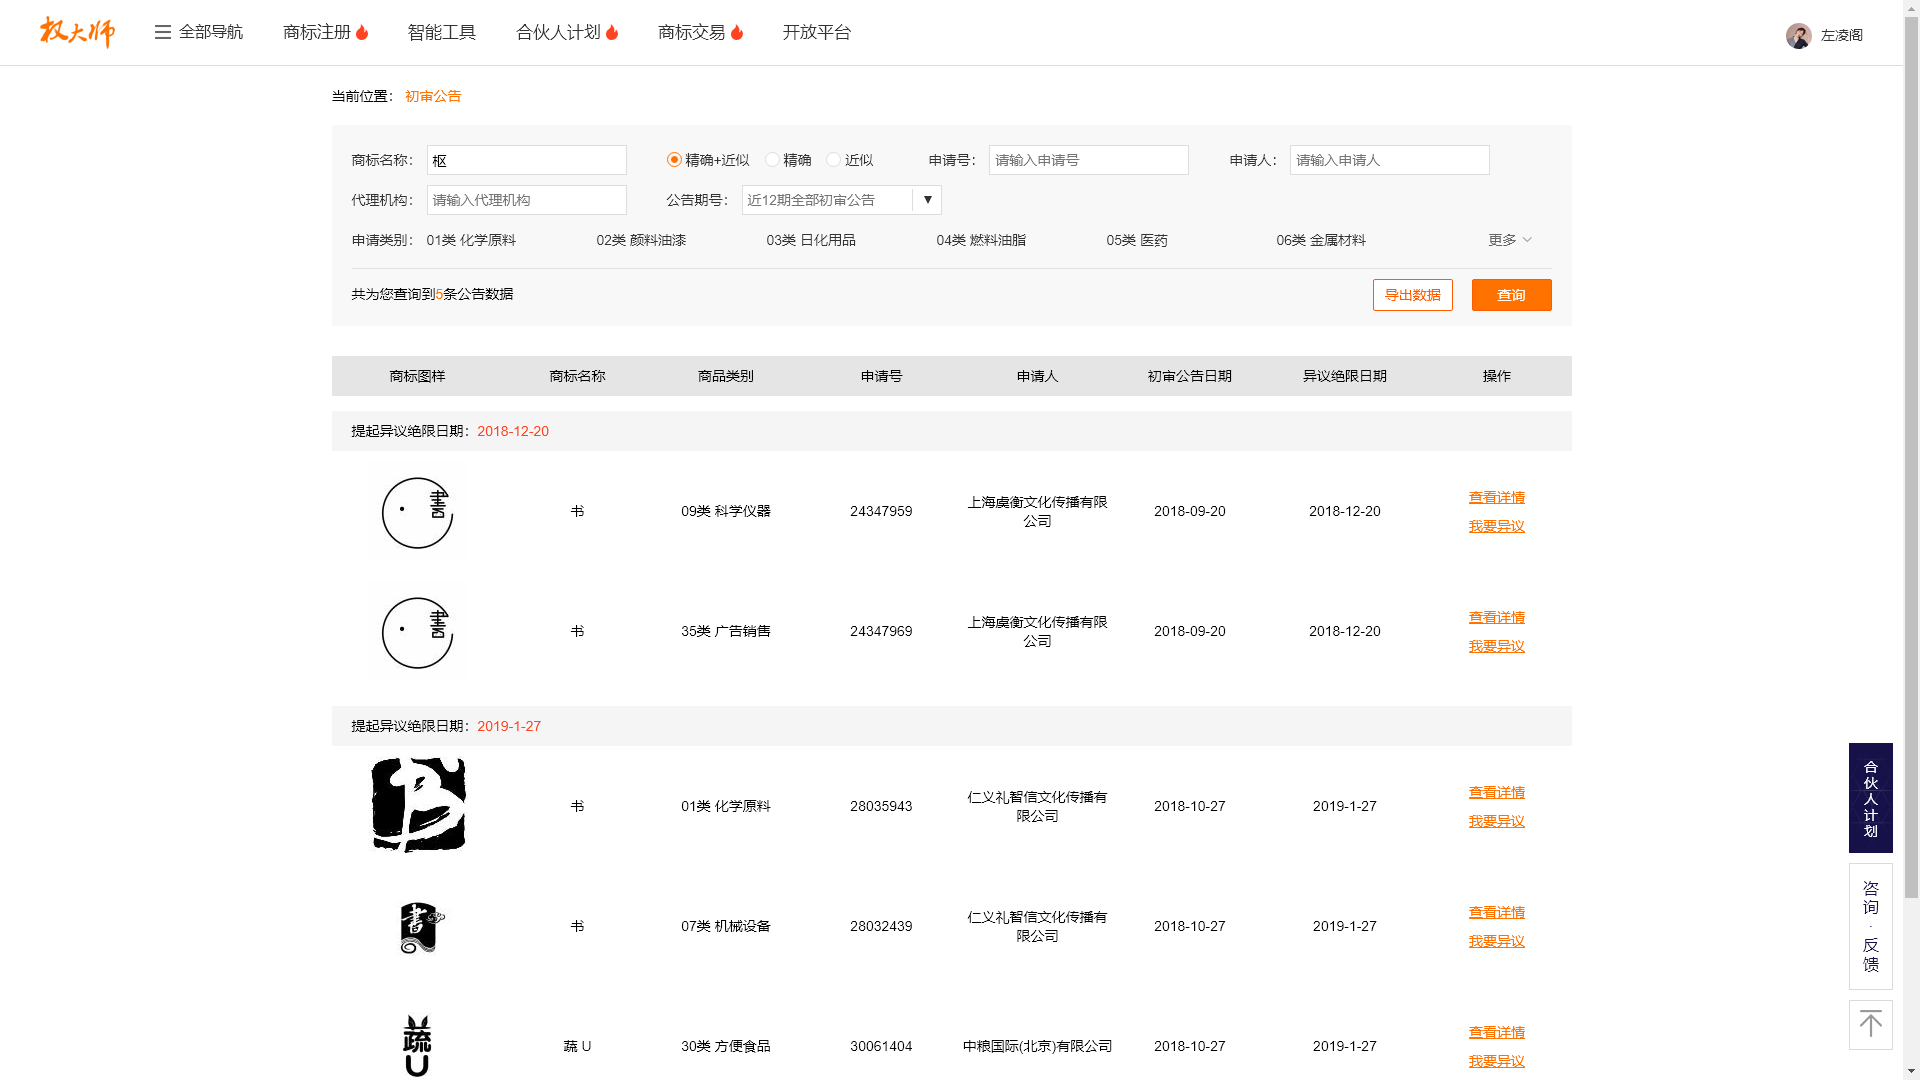 权大师 全部导航 商标注册 智能工具 合伙人计划 商标交易 开放平台 左凌阁
当前位置： 初审公告
商标名称： 枢 精确+近似 精确 近似 申请号： 请输入申请号 申请人： 请输入申请人
代理机构： 请输入代理机构 公告期号： 近12期全部初审公告 ▼
申请类别： 01类 化学原料 02类 颜料油漆 03类 日化用品 04类 燃料油脂 05类 医药 06类 金属材料 更多
共为您查询到5条公告数据 导出数据 查询
商标图样 商标名称 商品类别 申请号 申请人 初审公告日期 异议绝限日期 操作
提起异议绝限日期：2018-12-20
書 书 09类 科学仪器 24347959 上海虞衡文化传播有限公司 2018-09-20 2018-12-20 查看详情
我要异议
書 书 35类 广告销售 24347969 上海虞衡文化传播有限公司 2018-09-20 2018-12-20 查看详情
我要异议
提起异议绝限日期：2019-1-27
书 01类 化学原料 28035943 仁义礼智信文化传播有限公司 2018-10-27 2019-1-27 查看详情
我要异议
書 书 07类 机械设备 28032439 仁义礼智信文化传播有限公司 2018-10-27 2019-1-27 查看详情
我要异议
蔬U 蔬 U 30类 方便食品 30061404 中粮国际(北京)有限公司 2018-10-27 2019-1-27 查看详情
我要异议
合伙人计划
咨询·反馈